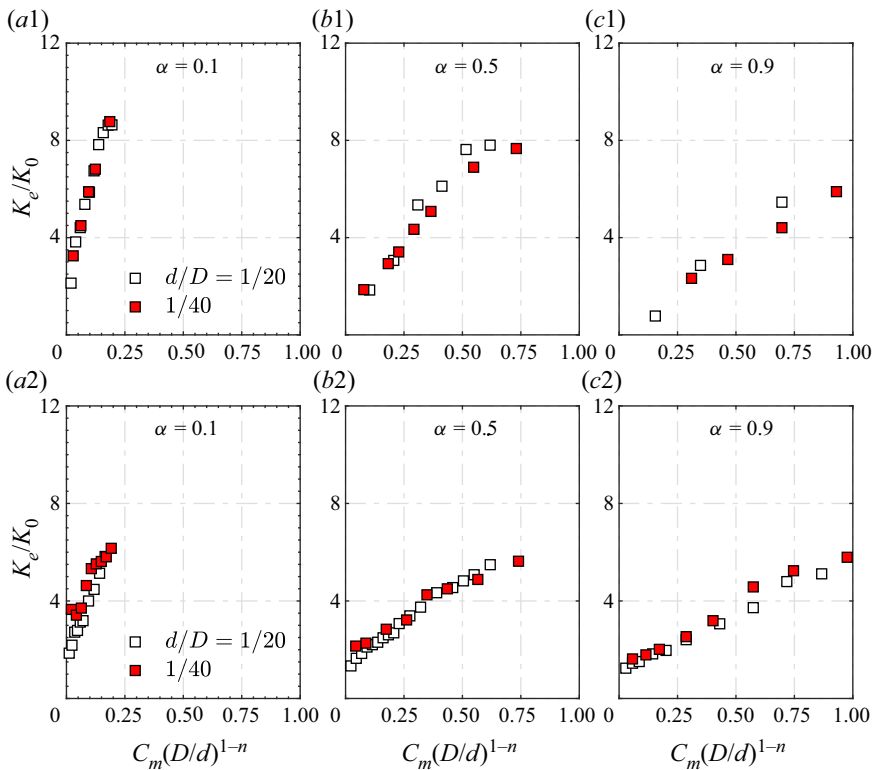 (a1)
(b1)
(c1)
12
8
4
K_e/K_0
α = 0.1
d/D = 1/20
1/40
0
0.25
0.50
0.75
1.00
12
8
4
α = 0.5
0
0.25
0.50
0.75
1.00
12
8
4
α = 0.9
0
0.25
0.50
0.75
1.00
(a2)
(b2)
(c2)
12
8
4
K_e/K_0
α = 0.1
d/D = 1/20
1/40
0
0.25
0.50
0.75
1.00
C_m(D/d)^{1–n}
12
8
4
α = 0.5
0
0.25
0.50
0.75
1.00
C_m(D/d)^{1–n}
12
8
4
α = 0.9
0
0.25
0.50
0.75
1.00
C_m(D/d)^{1–n}